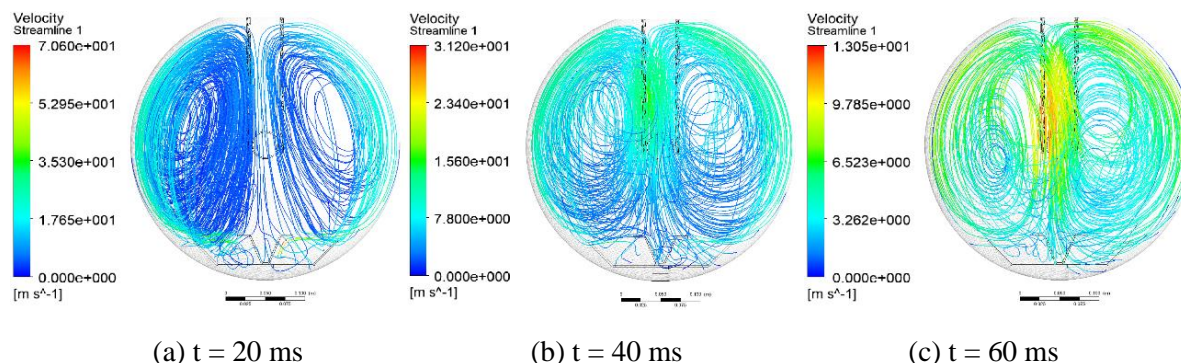 Velocity
Streamline 1
7.060e+001
5.295e+001
3.530e+001
1.765e+001
0.000e+000
[m s^-1]
(a) t = 20 ms
Velocity
Streamline 1
3.120e+001
2.340e+001
1.560e+001
7.800e+000
0.000e+000
[m s^-1]
(b) t = 40 ms
Velocity
Streamline 1
1.305e+001
9.785e+000
6.523e+000
3.262e+000
0.000e+000
[m s^-1]
(c) t = 60 ms